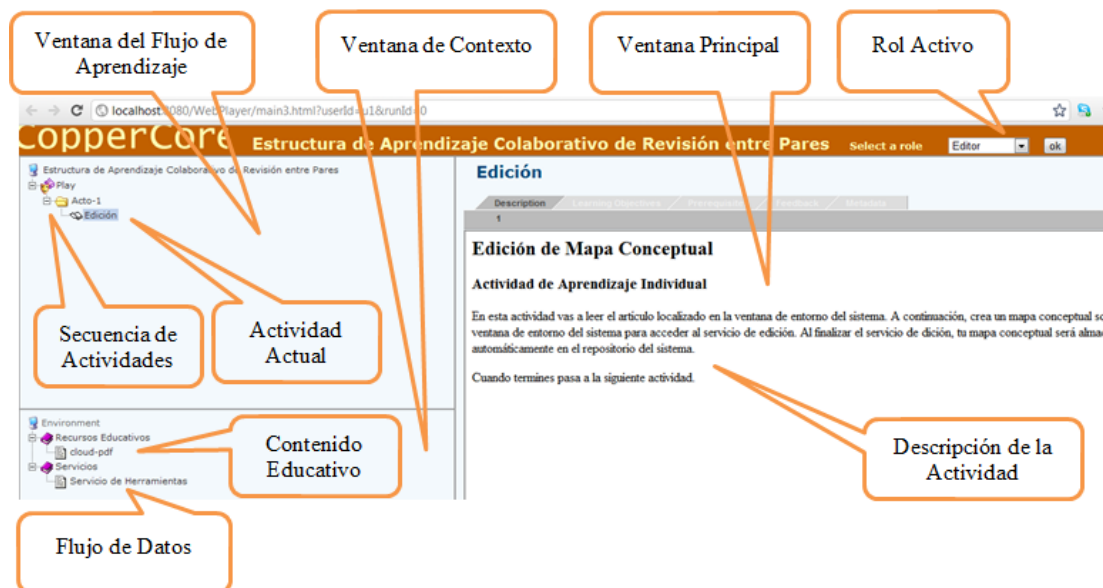 Ventana del Flujo de
Aprendizaje
Ventana de Contexto
Ventana Principal
Rol Activo
localhost:8080/WebPlayer/main3.html?userId=u1&runId=0
CopperCore
Estructura de Aprendizaje Colaborativo de Revisión entre Pares
Select a role
Editor
ok
Estructura de Aprendizaje Colaborativo de Revisión entre Pares
Play
Acto-1
Edición
Secuencia de
Actividades
Actividad
Actual
Edición
Description
Learning Objectives
Prerequisites
Feedback
Metadata
1
Edición de Mapa Conceptual
Actividad de Aprendizaje Individual
En esta actividad vas a leer el artículo localizado en la ventana de entorno del sistema. A continuación, crea un mapa conceptual
ventana de entorno del sistema para acceder al servicio de edición. Al finalizar el servicio de dición, tu mapa conceptual será
automáticamente en el repositorio del sistema.
Cuando termines pasa a la siguiente actividad.
Environment
Recursos Educativos
cloud-pdf
Servicios
Servicio de Herramientas
Contenido
Educativo
Descripción de la
Actividad
Flujo de Datos